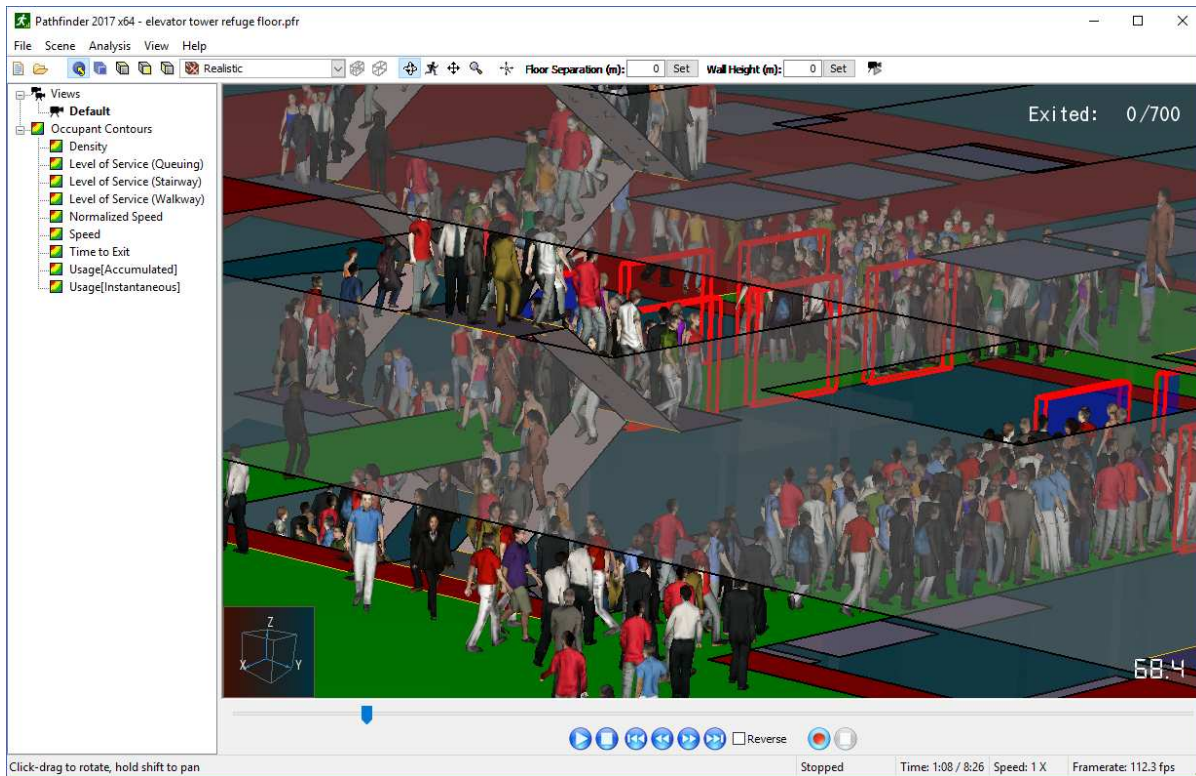 Pathfinder 2017 x64 - elevator tower refuge floor.pfr
File Scene Analysis View Help
Realistic Floor Separation (m): 0 Set Wall Height (m): 0 Set
Views
Default
Occupant Contours
Density
Level of Service (Queuing)
Level of Service (Stairway)
Level of Service (Walkway)
Normalized Speed
Speed
Time to Exit
Usage[Accumulated]
Usage[Instantaneous]
Exited: 0/700
Z
X Y
68.4
Reverse
Click-drag to rotate, hold shift to pan Stopped Time: 1:08 / 8:26 Speed: 1 X Framerate: 112.3 fps